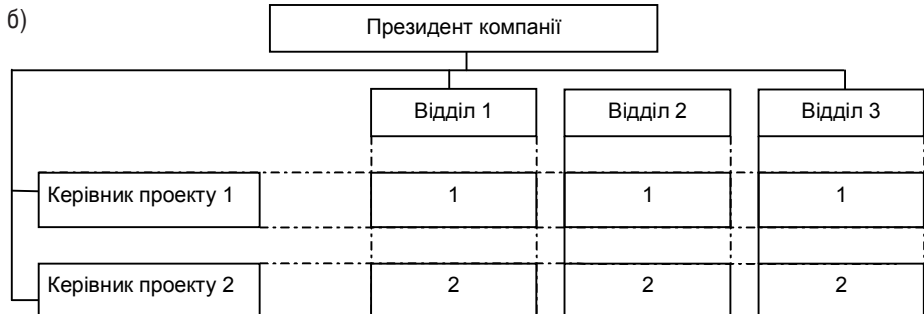 б)
Президент компанії
Відділ 1 Відділ 2 Відділ 3
Керівник проекту 1 1 1 1
Керівник проекту 2 2 2 2